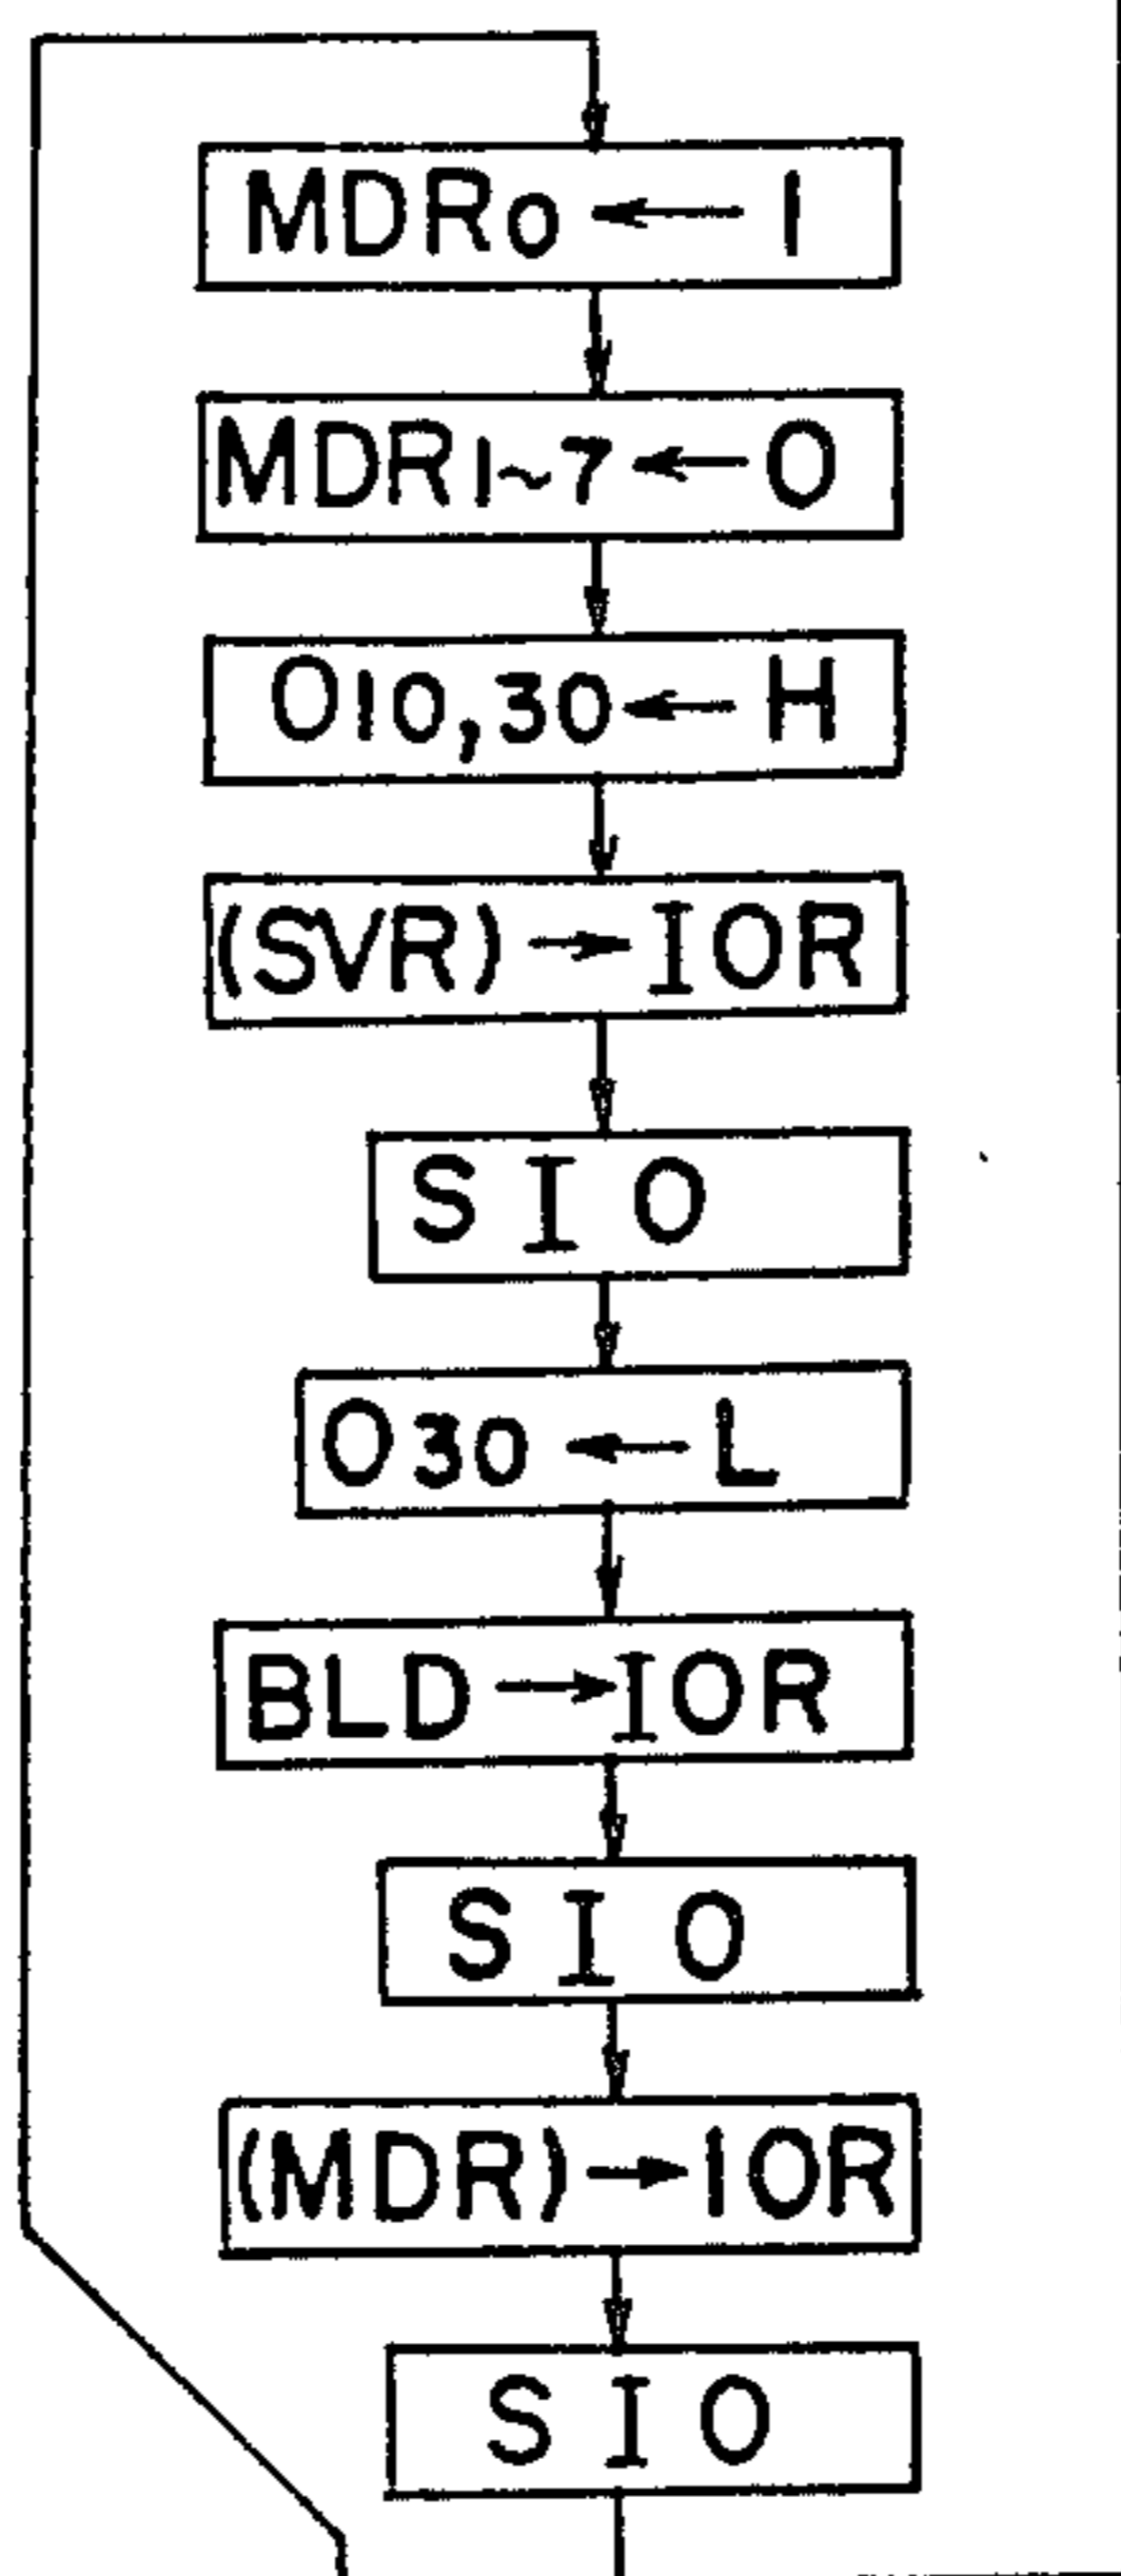 MDR0 ← 1
MDR1~7 ← 0
O10,30 ← H
(SVR) → IOR
SIO
O30 ← L
BLD → IOR
SIO
(MDR) → IOR
SIO